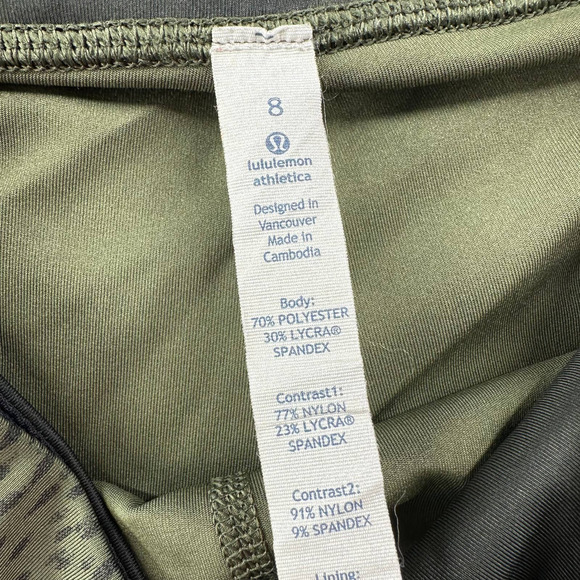 8
lululemon
athletica
Designed in
Vancouver
Made in
Cambodia
Body:
70% POLYESTER
30% LYCRA®
SPANDEX
Contrast1:
77% NYLON
23% LYCRA®
SPANDEX
Contrast2:
91% NYLON
9% SPANDEX
Lining: